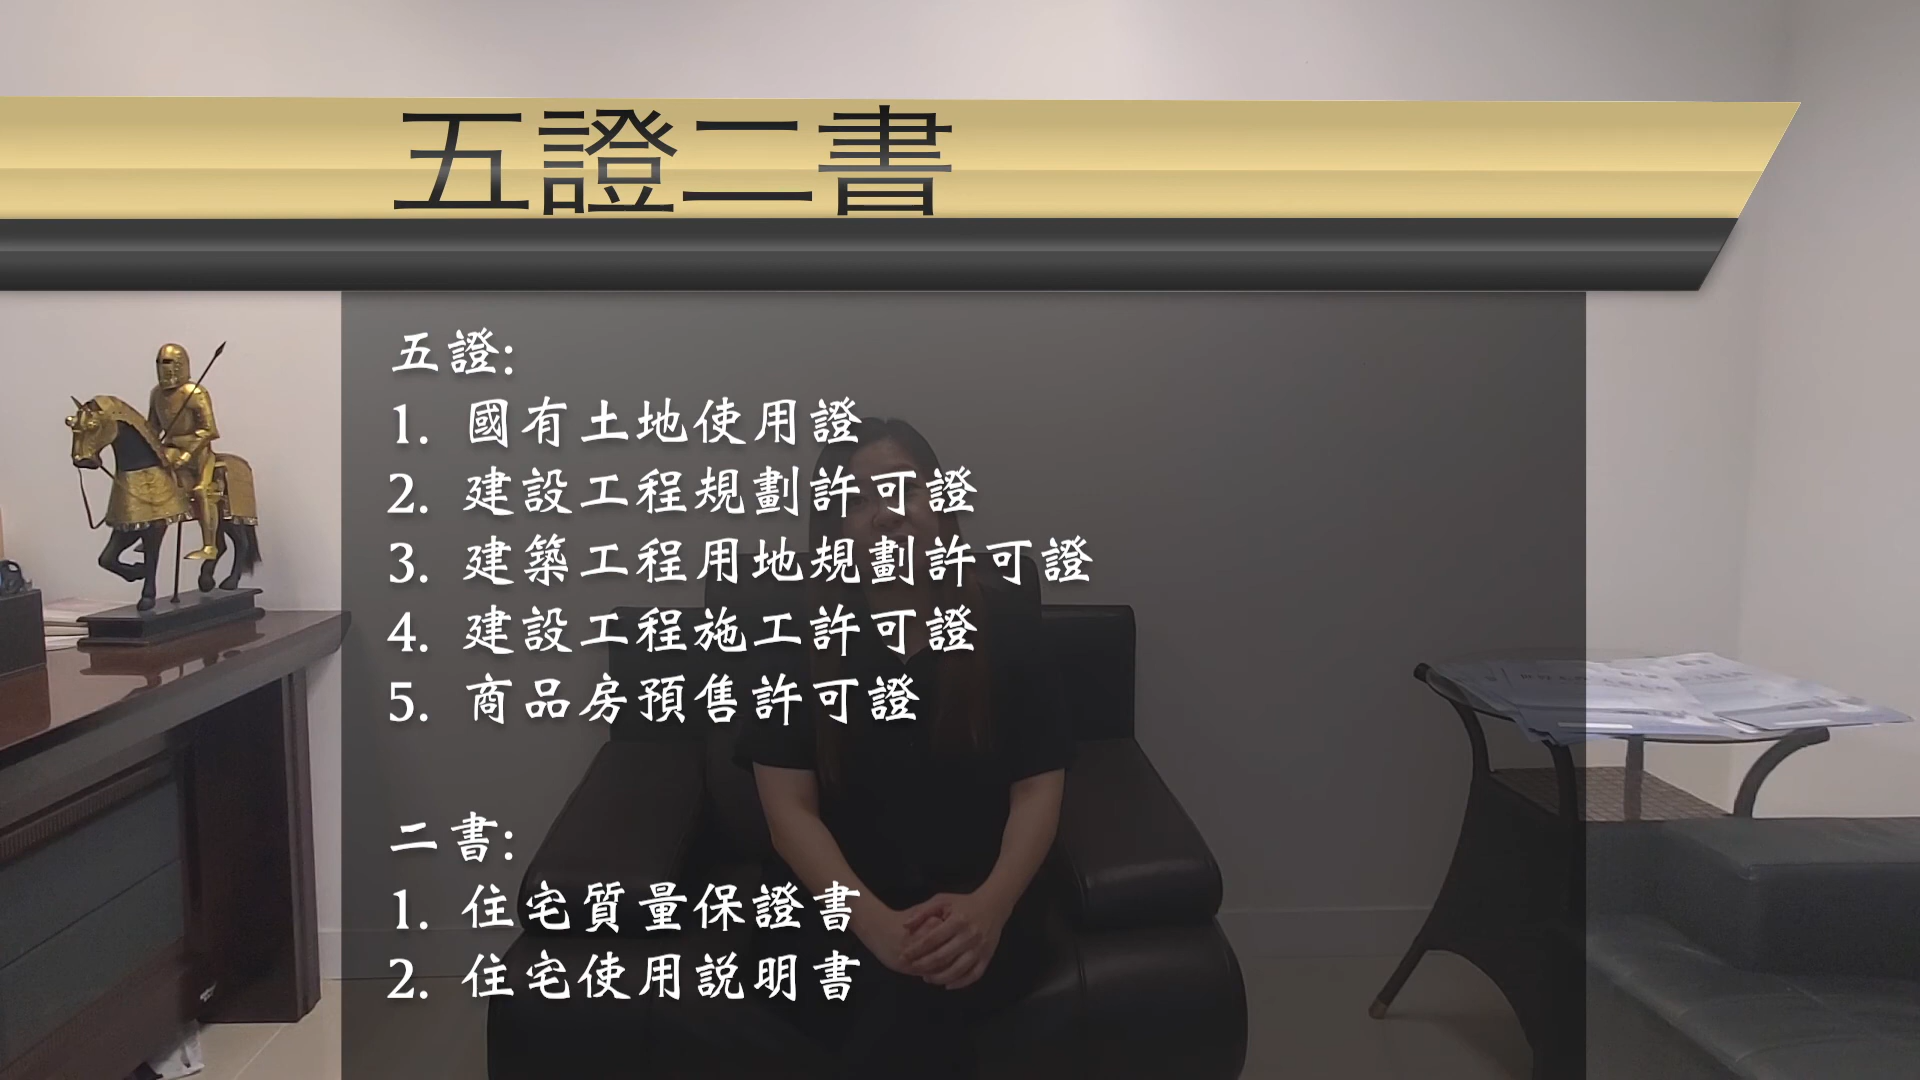 五證二書
五證:
1. 國有土地使用證
2. 建設工程規劃許可證
3. 建築工程用地規劃許可證
4. 建設工程施工許可證
5. 商品房預售許可證
二書:
1. 住宅質量保證書
2. 住宅使用説明書